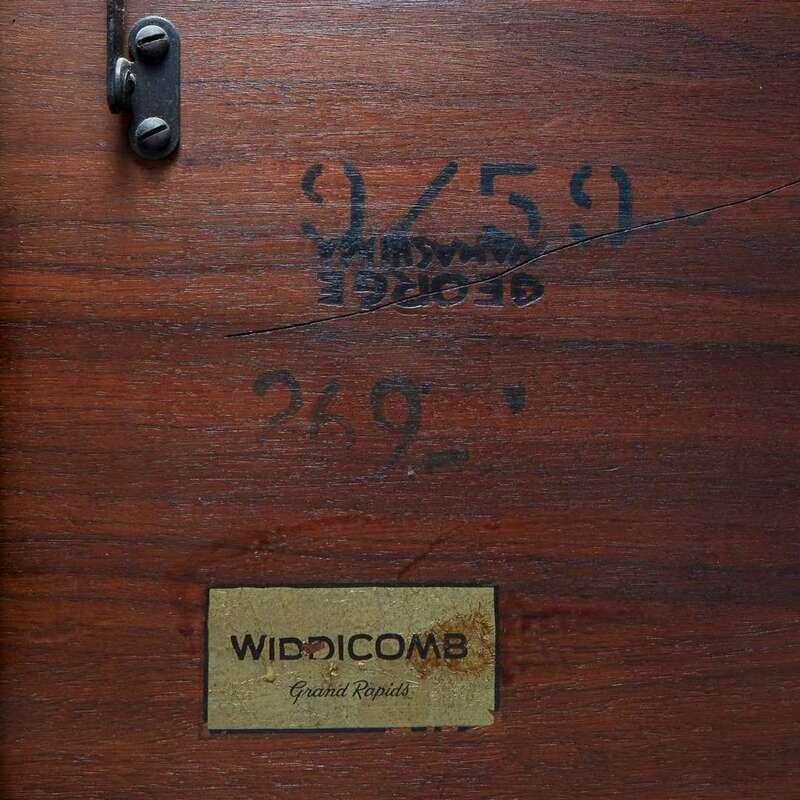 9/59
GEORGE
NAKASHIMA
269
WIDDICOMB
Grand Rapids